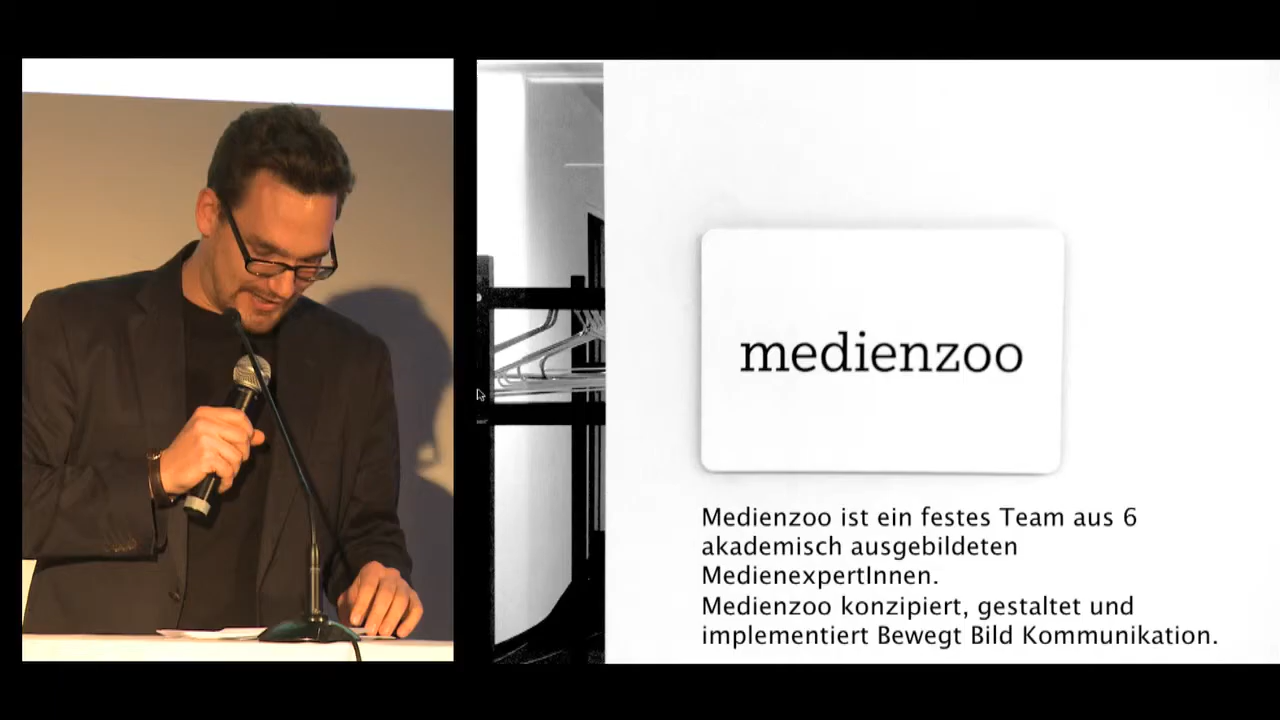 medienzoo
Medienzoo ist ein festes Team aus 6
akademisch ausgebildeten
MedienexpertInnen.
Medienzoo konzipiert, gestaltet und
implementiert Bewegt Bild Kommunikation.